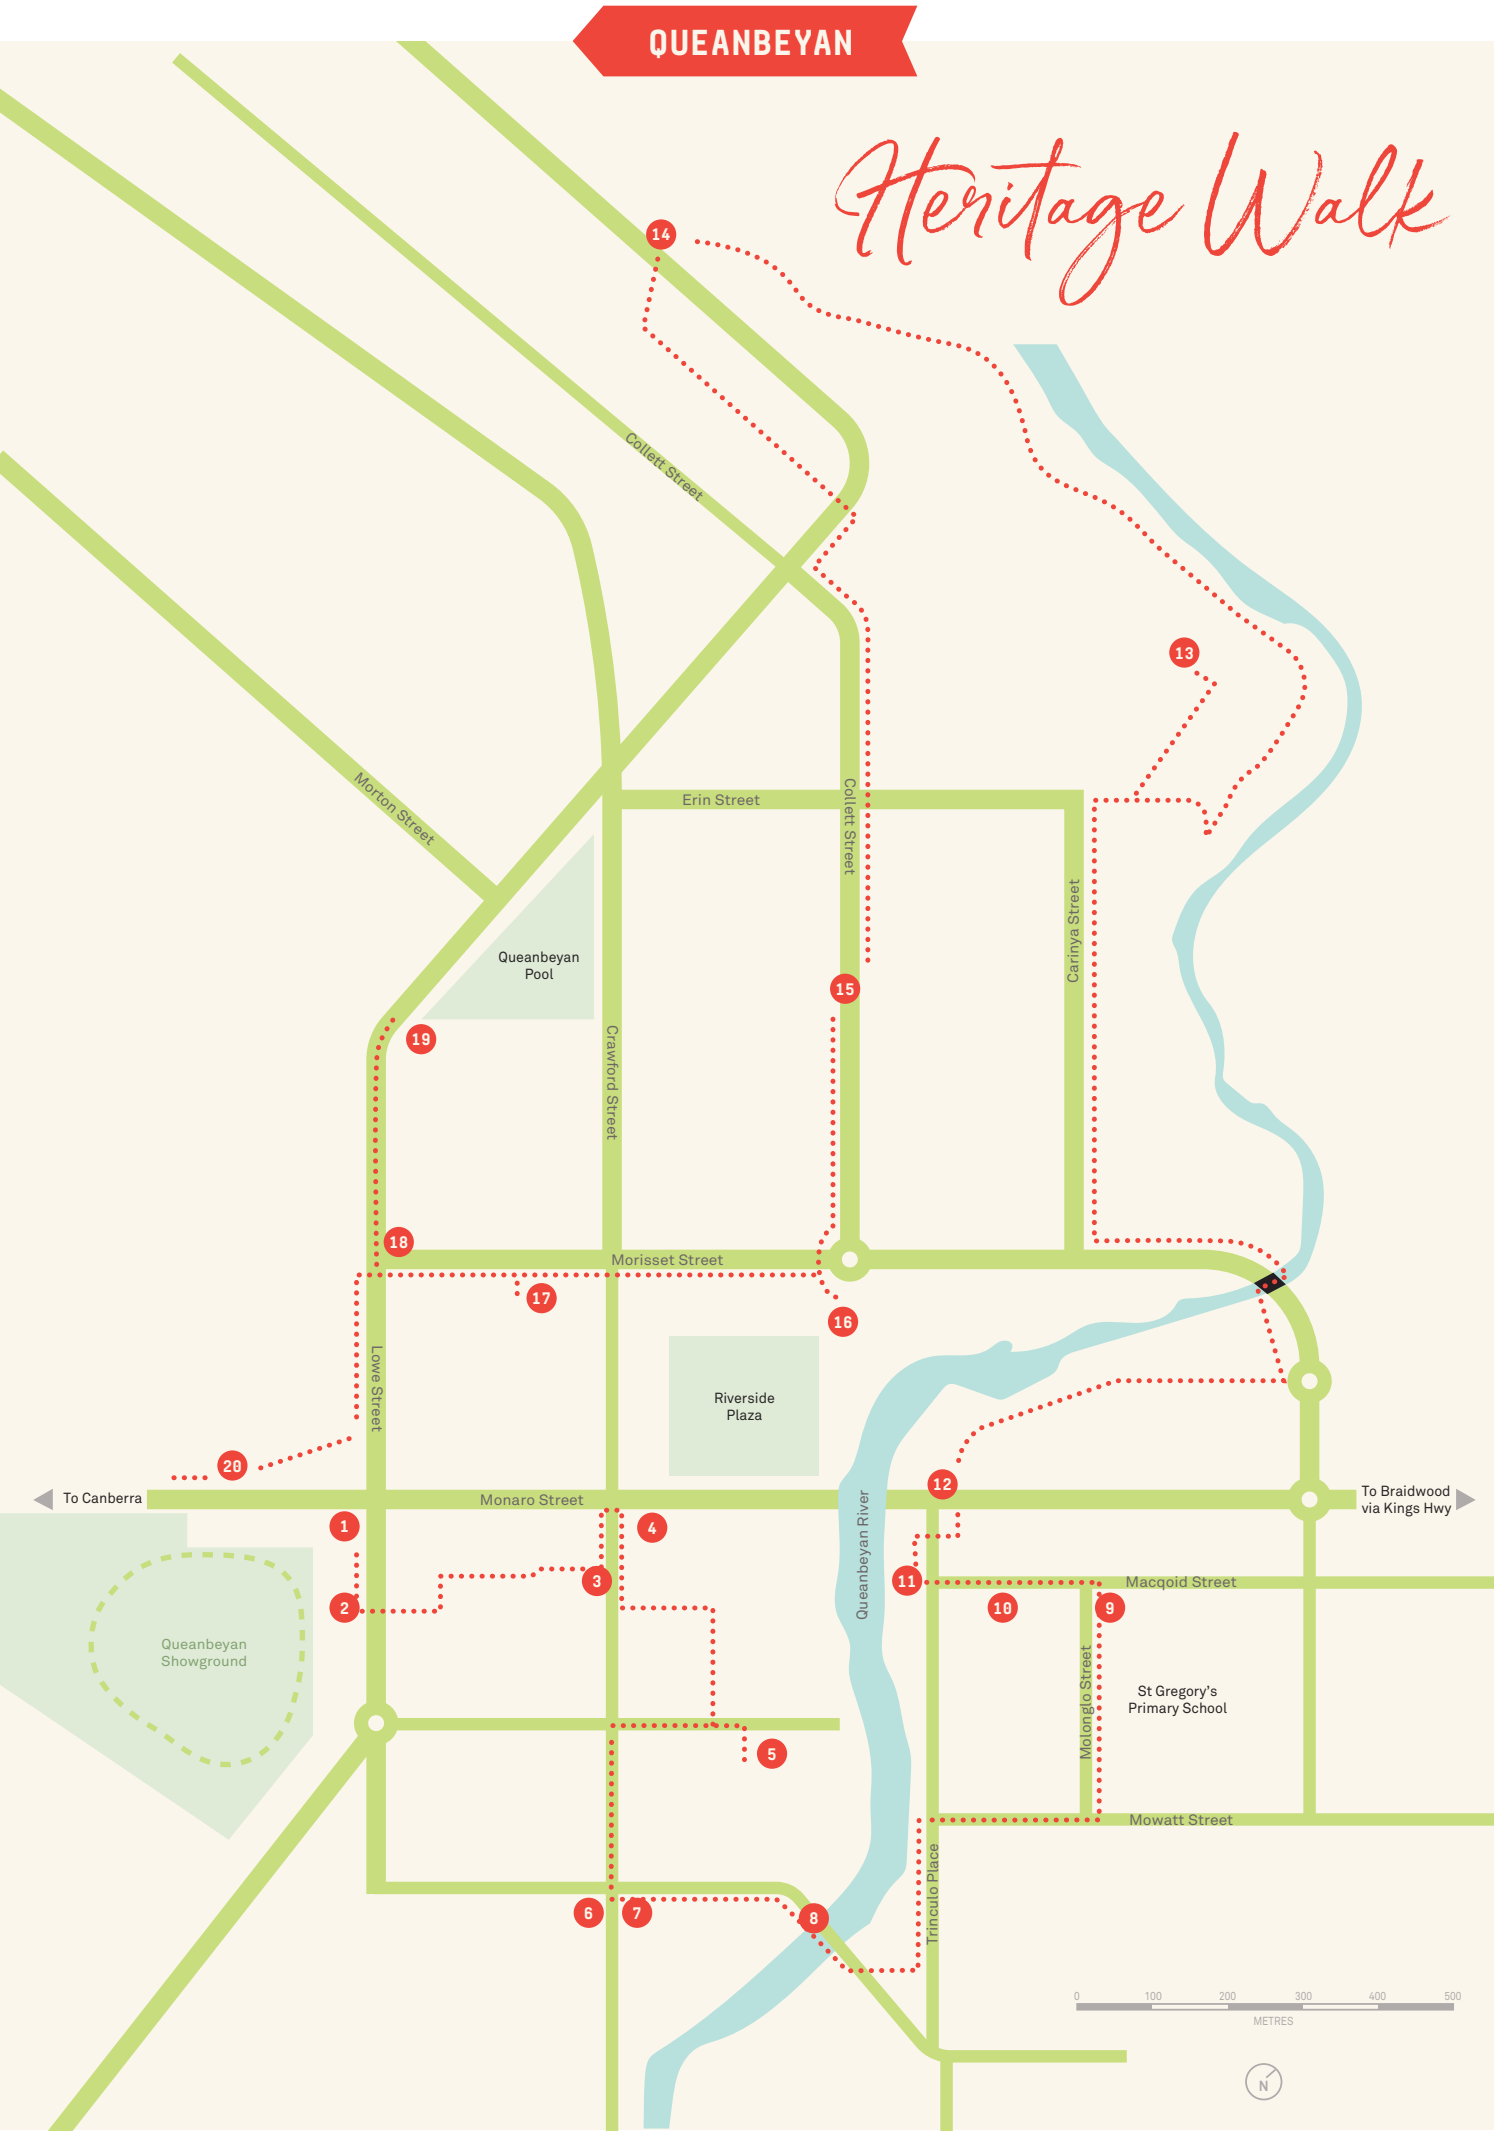 QUEANBEYAN
Heritage Walk
14
Collett Street
13
Morton Street
Erin Street
Collett Street
Carinya Street
Queanbeyan
Pool
15
19
Crawford Street
18
Morisset Street
17
16
Lowe Street
Riverside
Plaza
20
12
To Canberra
Monaro Street
To Braidwood
via Kings Hwy
Queanbeyan River
1
4
3
11
Macqoid Street
2
10
9
Queanbeyan
Showground
Molonglo Street
St Gregory's
Primary School
5
Mowatt Street
Trinculo Place
6
7
8
0 100 200 300 400 500
METRES
N